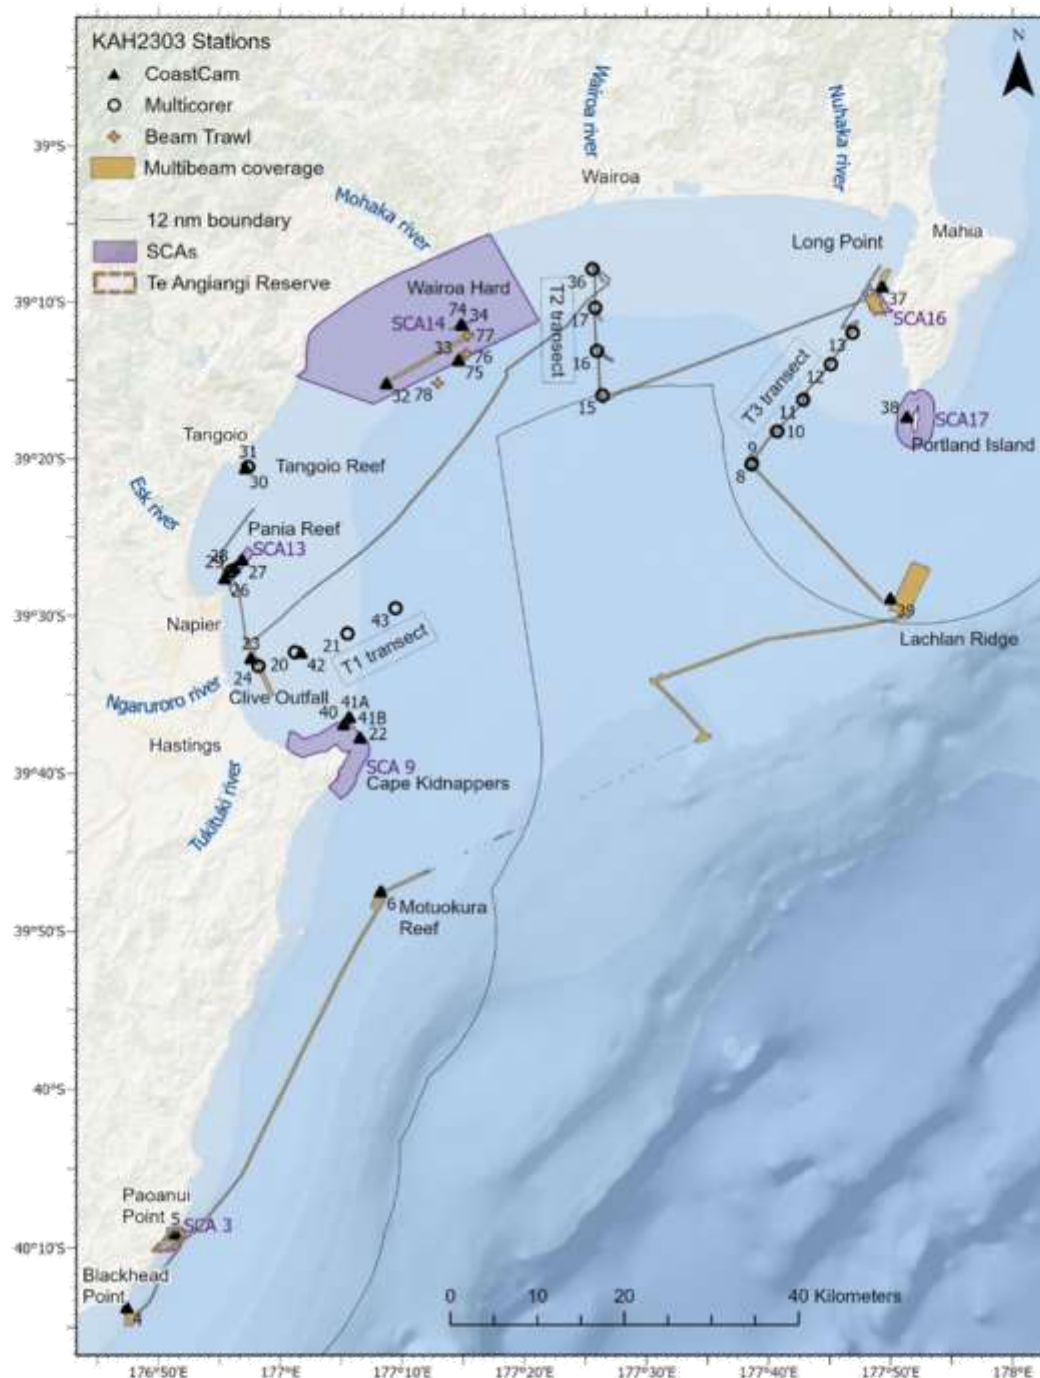 KAH2303 Stations
CoastCam
Multicorer
Beam Trawl
Multibeam coverage
12 nm boundary
SCAs
Te Angiangi Reserve
N
Wairoa river
Nuhaka river
39°S
Wairoa
Mohaka river
Long Point
Mahia
36
Wairoa Hard
37
39°10'S
74
34
SCA14
77
17
T2 transect
SCA16
33
76
13
16
75
12
32
78
15
T3 transect
11
38
SCA17
10
Tangoio
Portland Island
31
9
39°20'S
Tangoio Reef
8
30
Esk river
Pania Reef
28
SCA13
29
27
26
39°30'S
39
Napier
43
21
Lachlan Ridge
23
T1 transect
20
42
24
Ngaruroro river
Clive Outfall
41A
40
41B
22
Hastings
SCA 9
39°40'S
Cape Kidnappers
Tukituki river
6
Motuokura
Reef
39°50'S
40°S
Paoanui
Point
5
SCA 3
40°10'S
Blackhead
Point
4
0
10
20
40 Kilometers
176°50'E
177°E
177°10'E
177°20'E
177°30'E
177°40'E
177°50'E
178°E